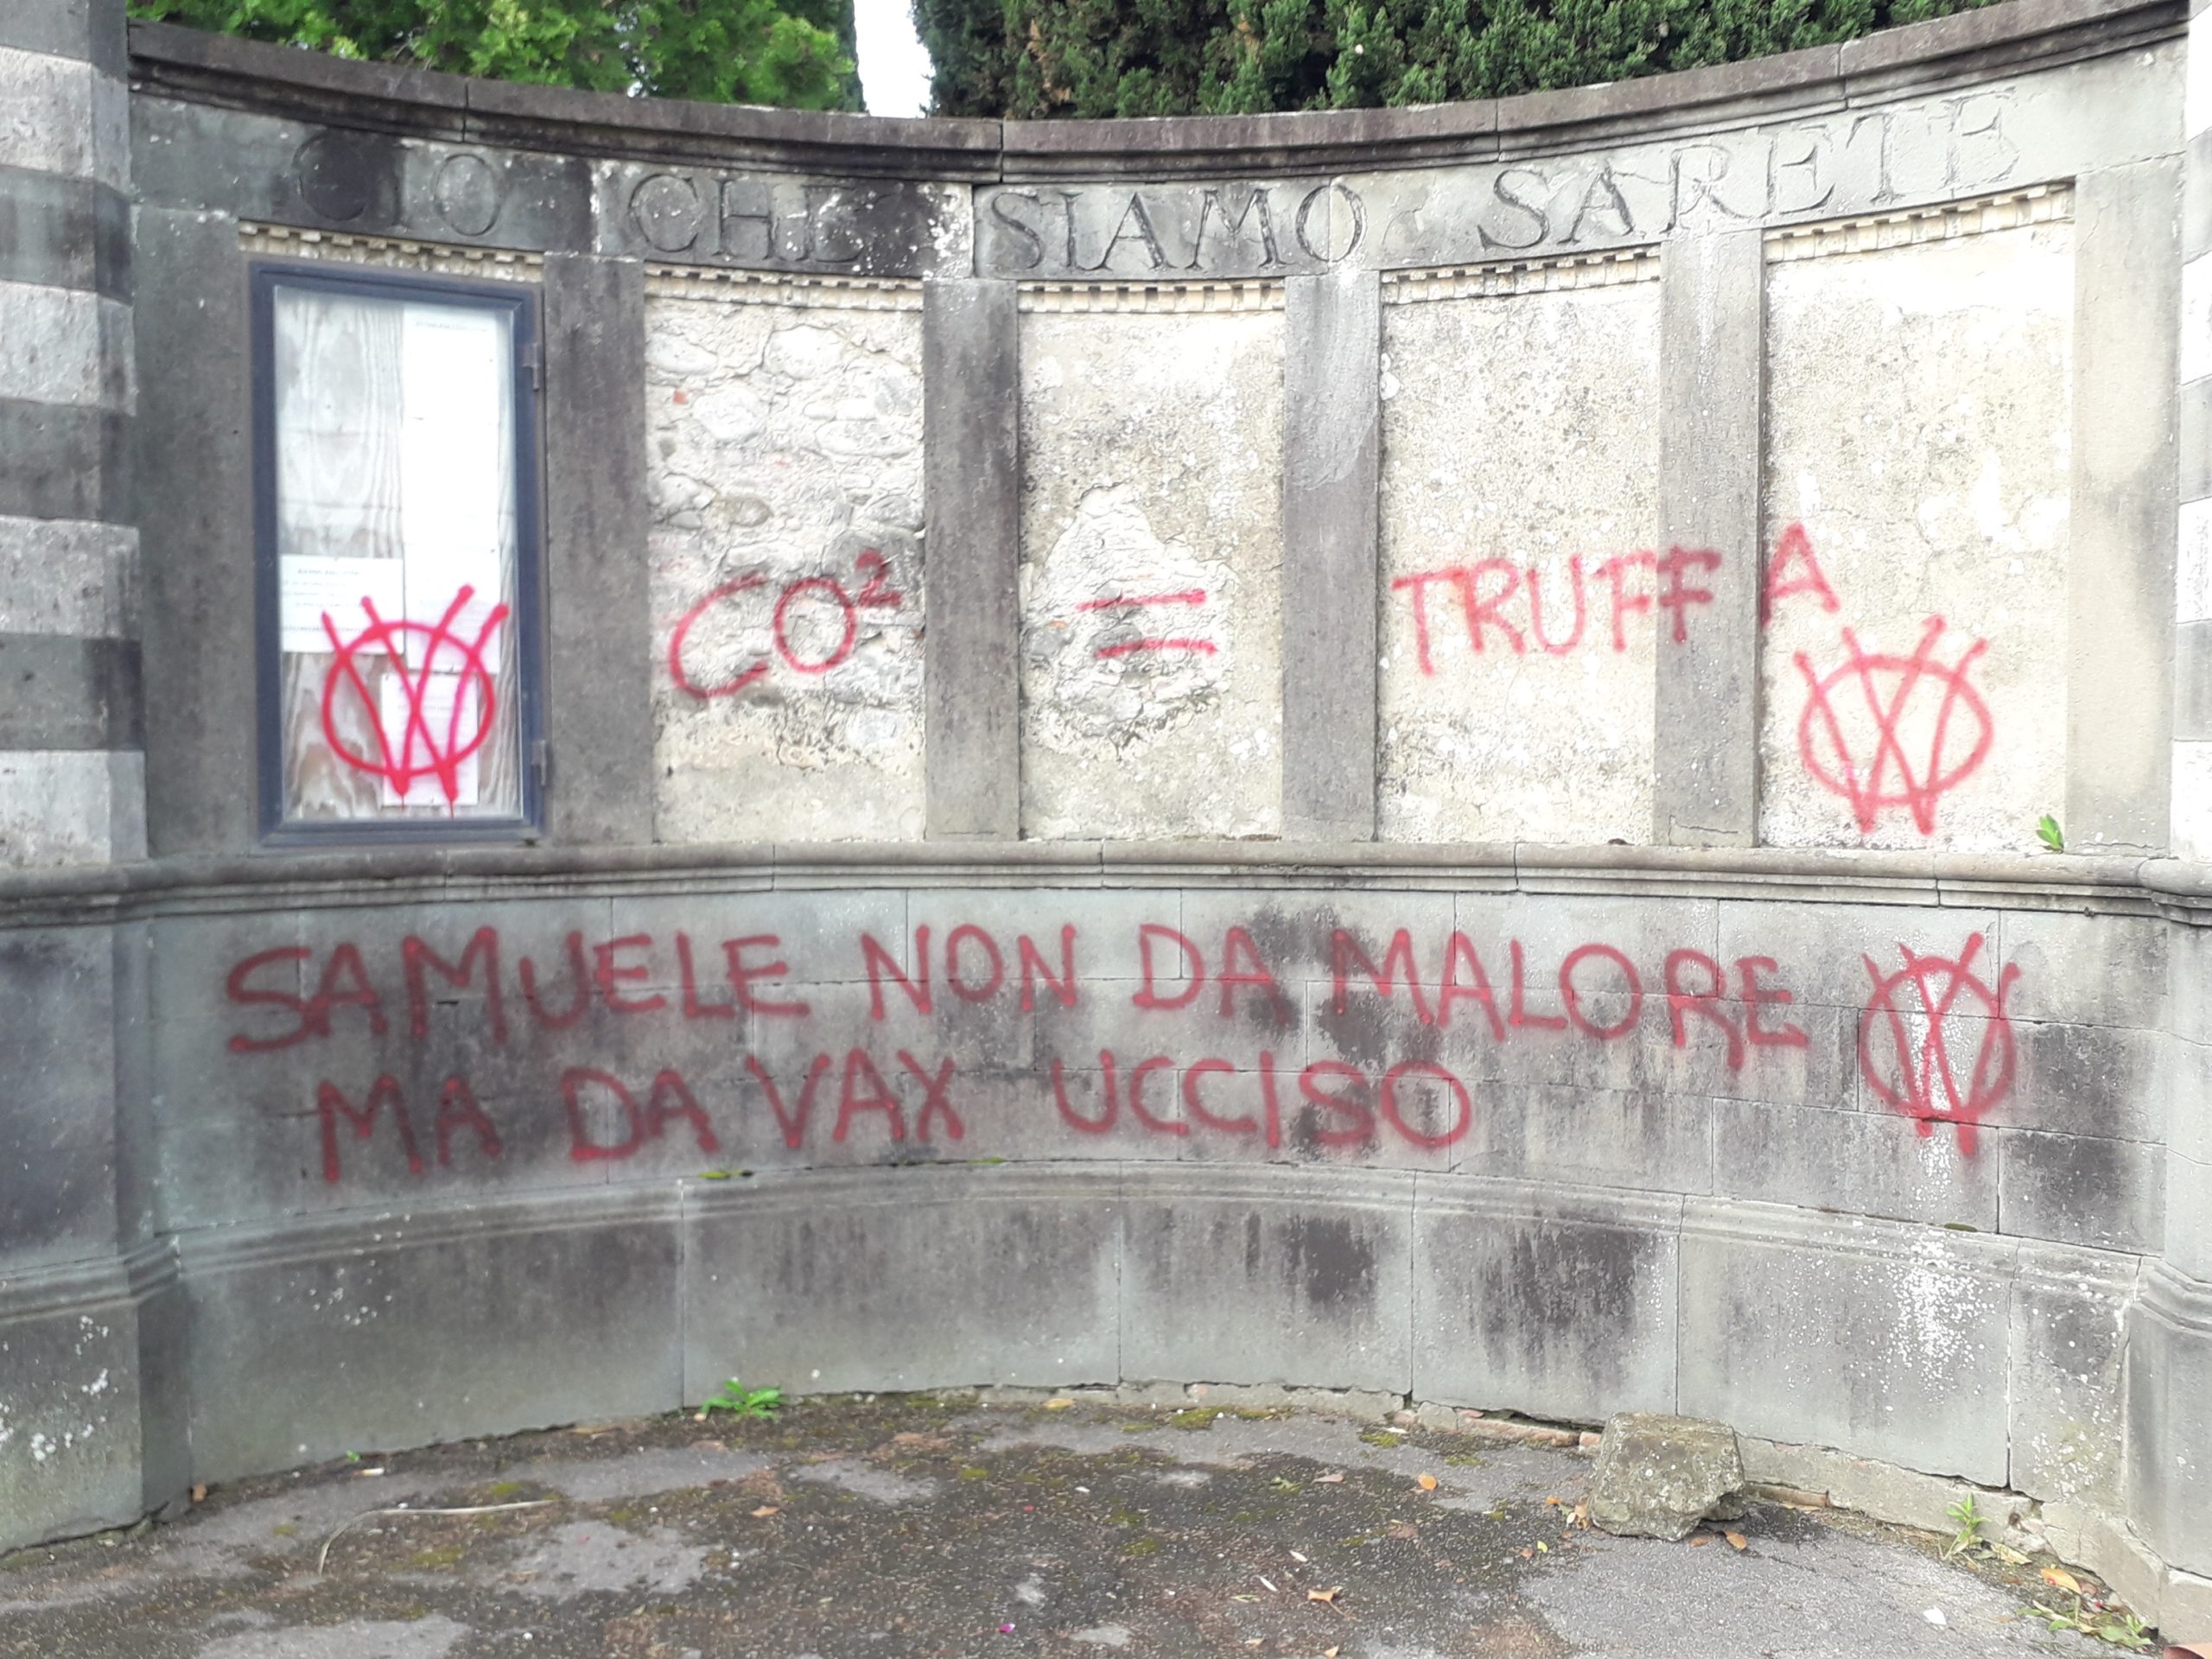 CIO CHE SIAMO SARETE
CO² = TRUFFA
SAMUELE NON DA MALORE
MA DA VAX UCCISO